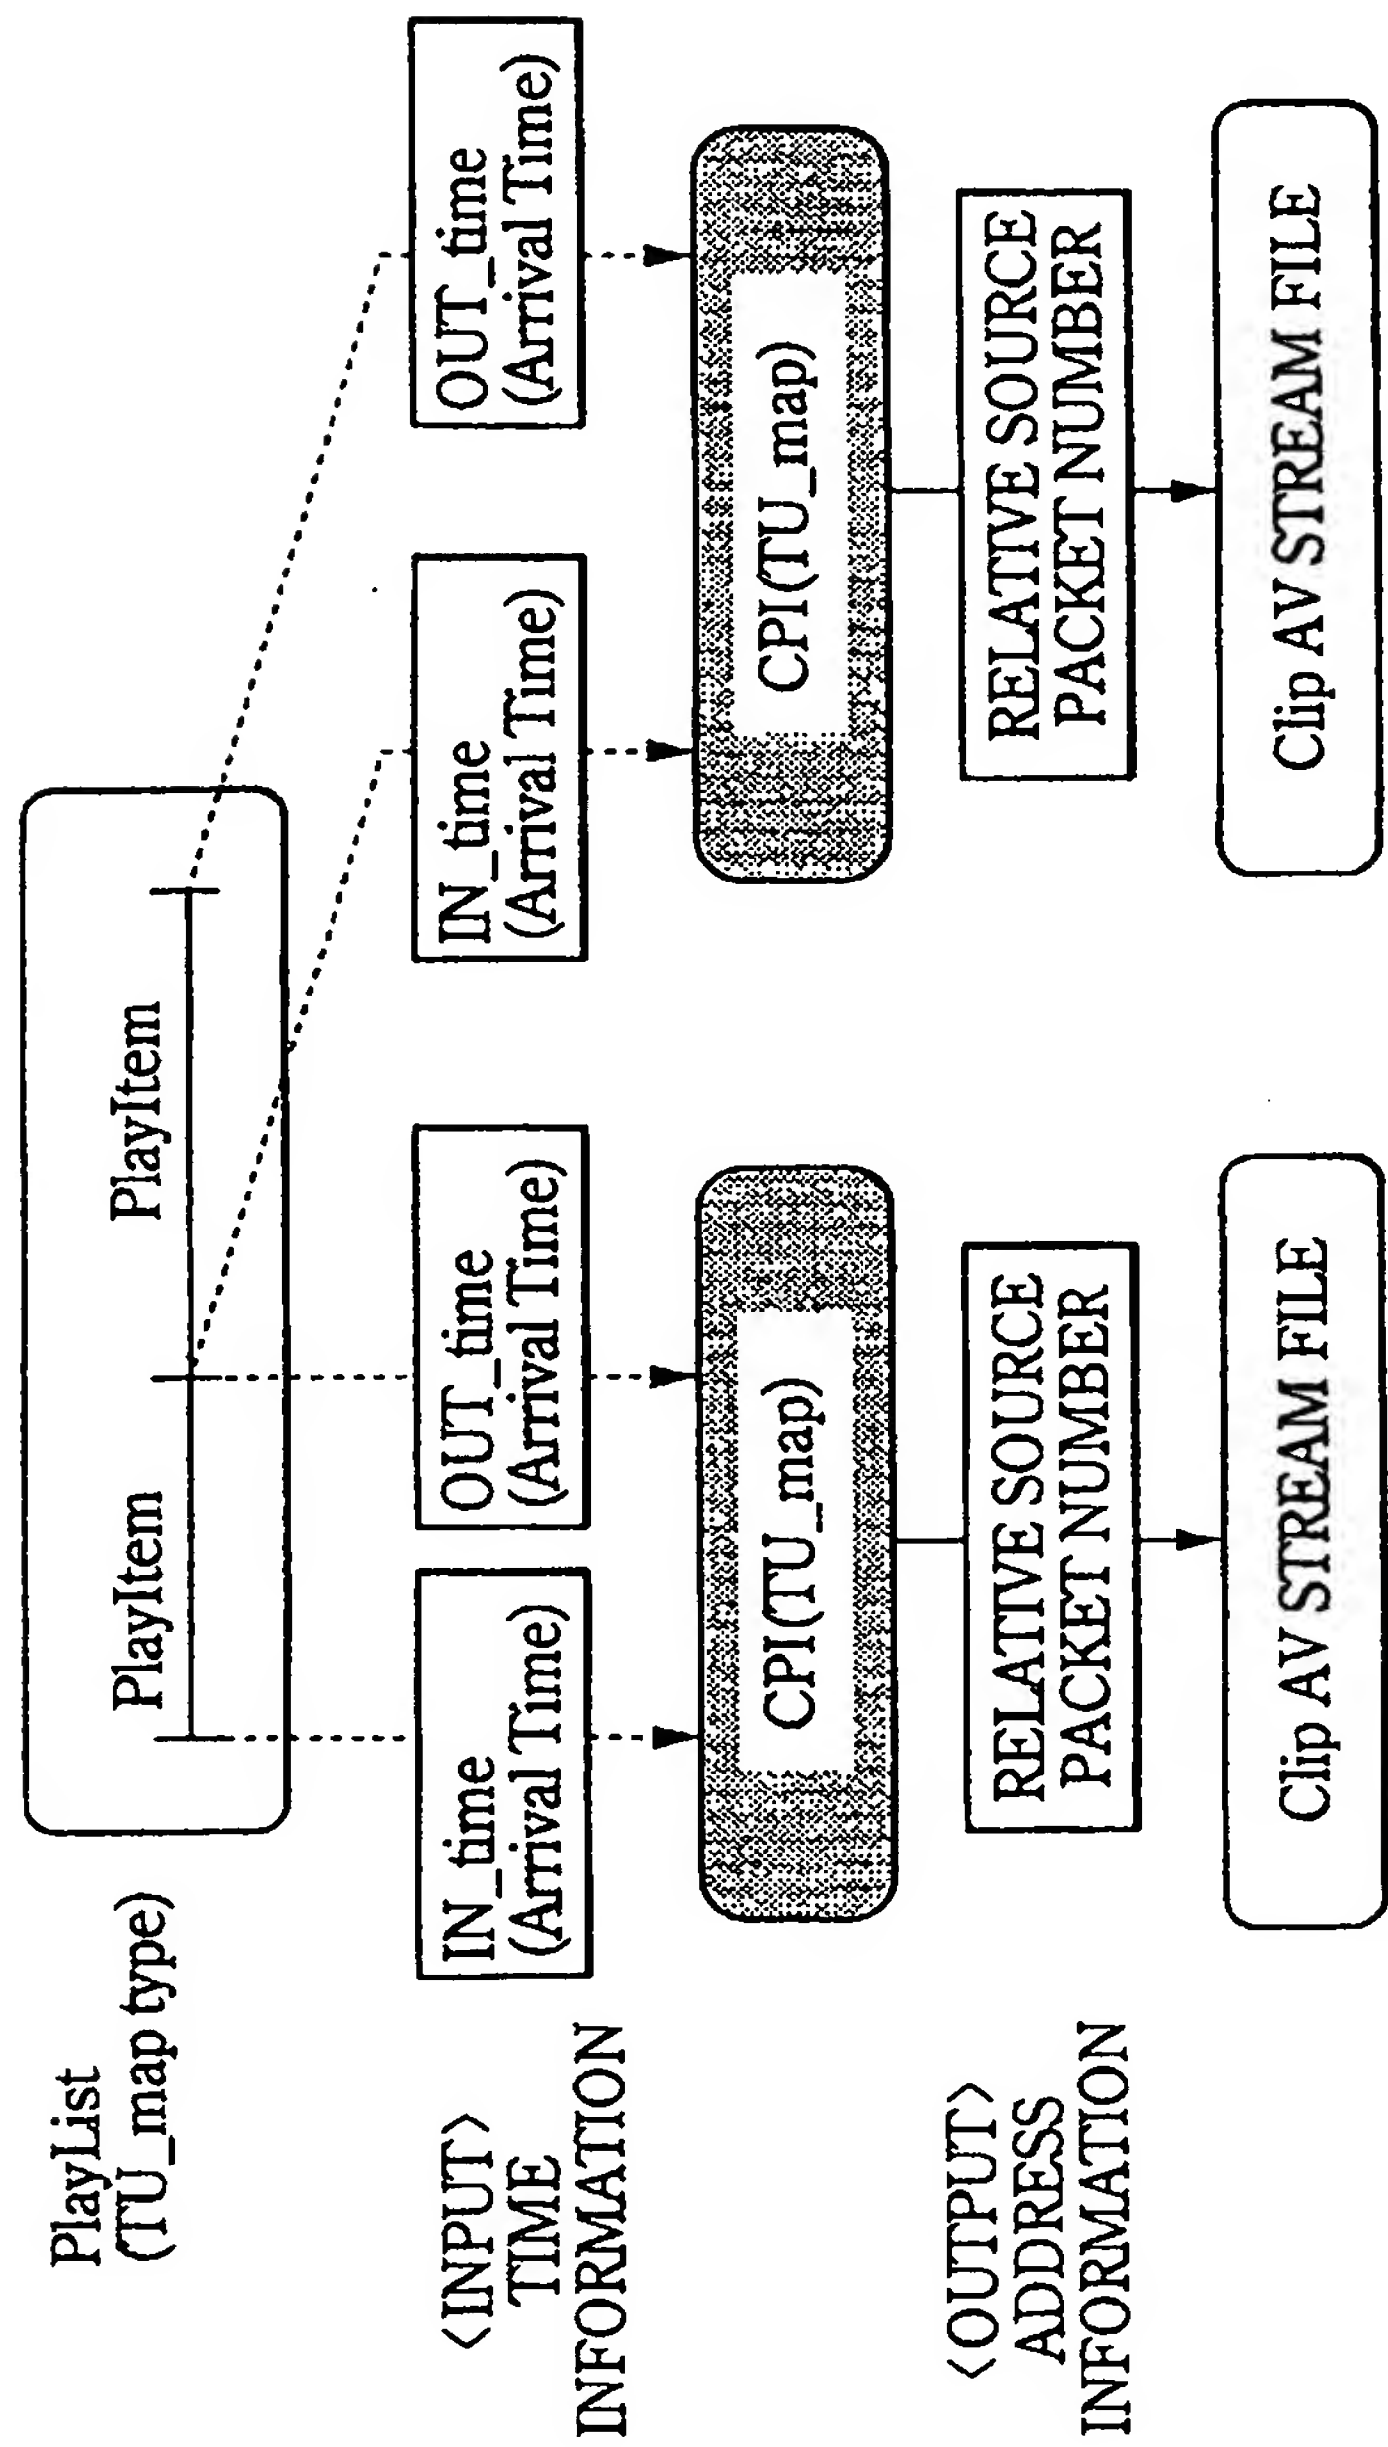 PlayList
(TU_map type)
PlayItem
PlayItem
<INPUT>
TIME
INFORMATION
IN_time
(Arrival Time)
OUT_time
(Arrival Time)
IN_time
(Arrival Time)
OUT_time
(Arrival Time)
CPI(TU_map)
CPI(TU_map)
<OUTPUT>
ADDRESS
INFORMATION
RELATIVE SOURCE
PACKET NUMBER
RELATIVE SOURCE
PACKET NUMBER
Clip AV STREAM FILE
Clip AV STREAM FILE